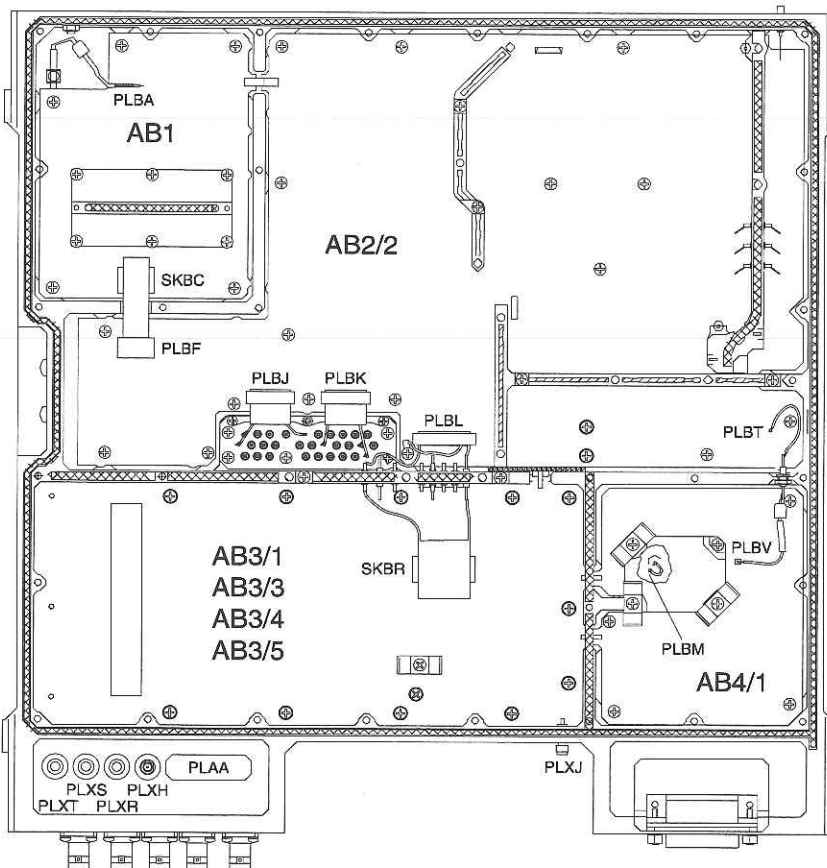 PLBA
AB1
AB2/2
SKBC
PLBF
PLBJ
PLBK
PLBL
PLBT
AB3/1
AB3/3
AB3/4
AB3/5
SKBR
PLBV
PLBM
AB4/1
PLAA
PLXS
PLXH
PLXT
PLXR
PLXJ